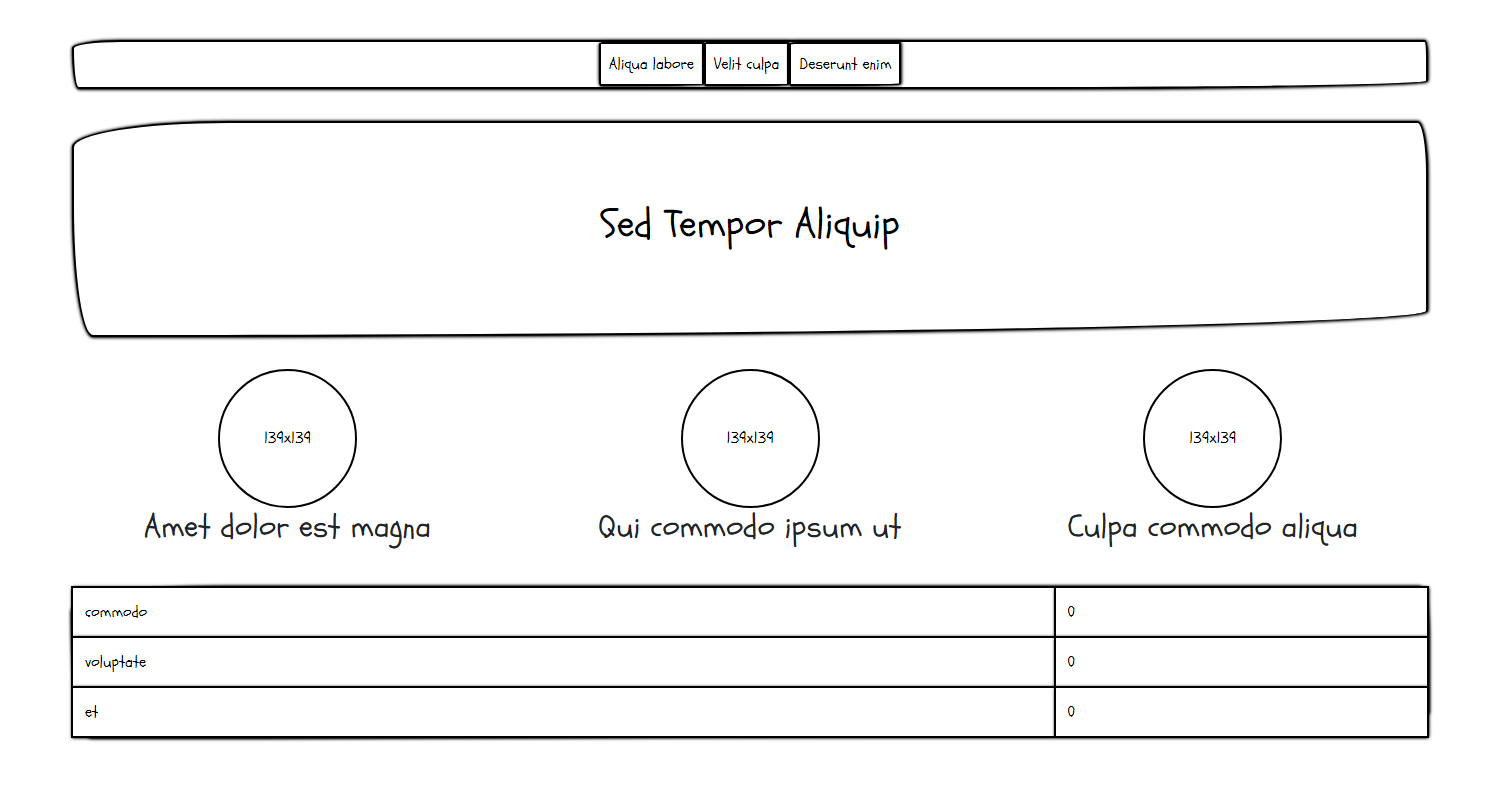 Aliqua labore Velit culpa Deserunt enim
Sed Tempor Aliquip
139x139 139x139 139x139
Amet dolor est magna Qui commodo ipsum ut Culpa commodo aliqua
commodo 0
voluptate 0
et 0